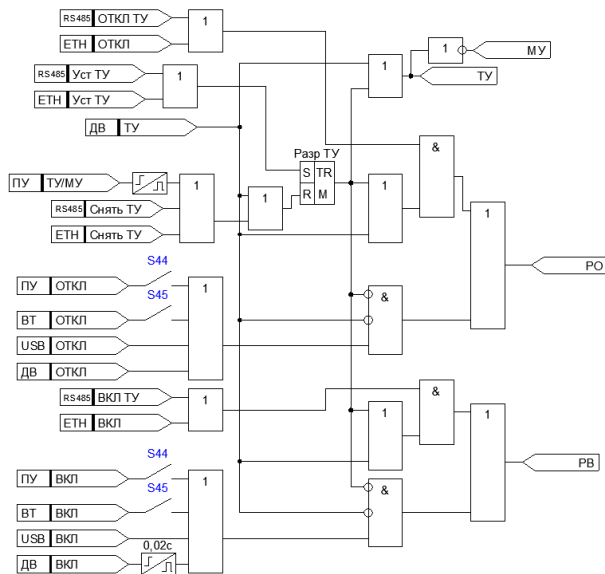 RS485 ОТКЛ ТУ
1
ETH ОТКЛ
1
МУ
RS485 Уст ТУ
1
1
ТУ
ETH Уст ТУ
ДВ ТУ
&
Разр ТУ
S TR
ПУ ТУ/МУ
1
1
1
R M
RS485 Снять ТУ
1
ETH Снять ТУ
S44
РО
ПУ ОТКЛ
1
S45
&
ВТ ОТКЛ
USB ОТКЛ
ДВ ОТКЛ
RS485 ВКЛ ТУ
1
&
ETH ВКЛ
1
1
S44
РВ
ПУ ВКЛ
1
S45
&
ВТ ВКЛ
USB ВКЛ
0,02с
ДВ ВКЛ